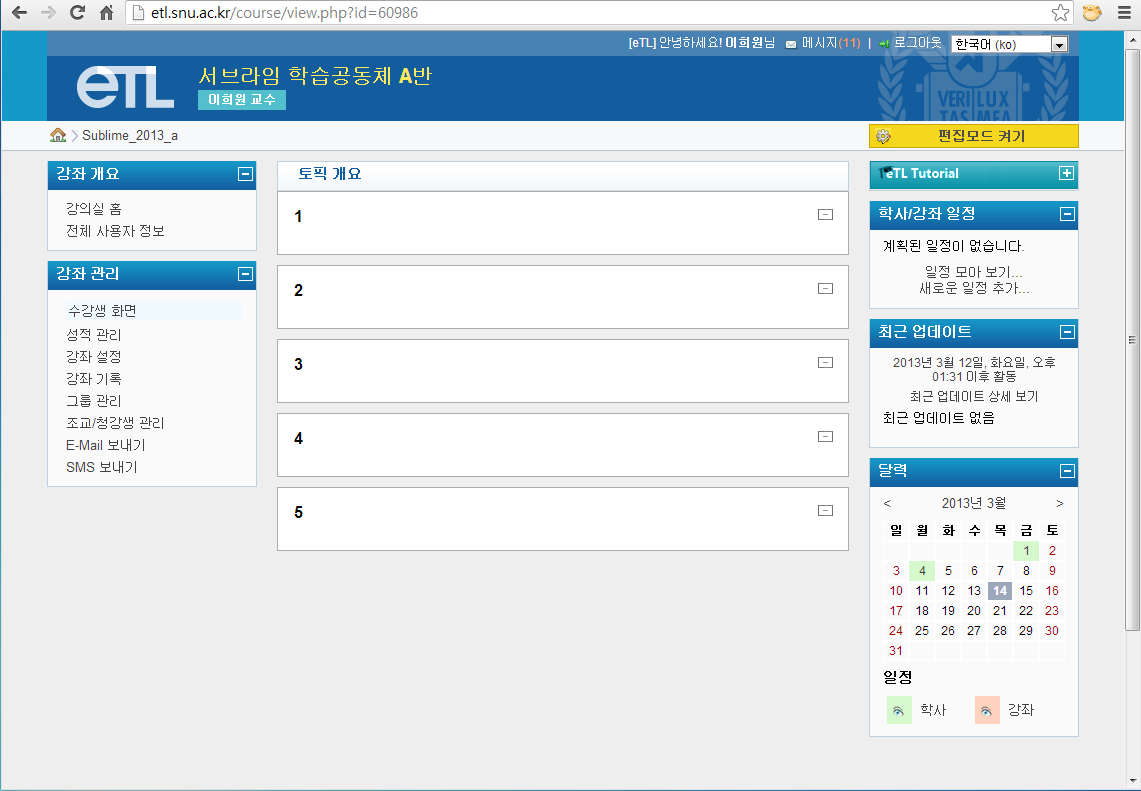 etl.snu.ac.kr/course/view.php?id=60986
[eTL] 안녕하세요! 이희원님 메시지(11) | 로그아웃 한국어 (ko)
eTL
서브라임 학습공동체 A반
이희원 교수
VERI LUX
TAS MEA
Sublime_2013_a
편집모드 켜기
강좌 개요
강의실 홈
전체 사용자 정보
강좌 관리
수강생 화면
성적 관리
강좌 설정
강좌 기록
그룹 관리
조교/청강생 관리
E-Mail 보내기
SMS 보내기
토픽 개요
1
2
3
4
5
eTL Tutorial
학사/강좌 일정
계획된 일정이 없습니다.
일정 모아 보기...
새로운 일정 추가...
최근 업데이트
2013년 3월 12일, 화요일, 오후
01:31 이후 활동
최근 업데이트 상세 보기
최근 업데이트 없음
달력
< 2013년 3월 >
일 월 화 수 목 금 토
1 2
3 4 5 6 7 8 9
10 11 12 13 14 15 16
17 18 19 20 21 22 23
24 25 26 27 28 29 30
31
일정
학사 강좌